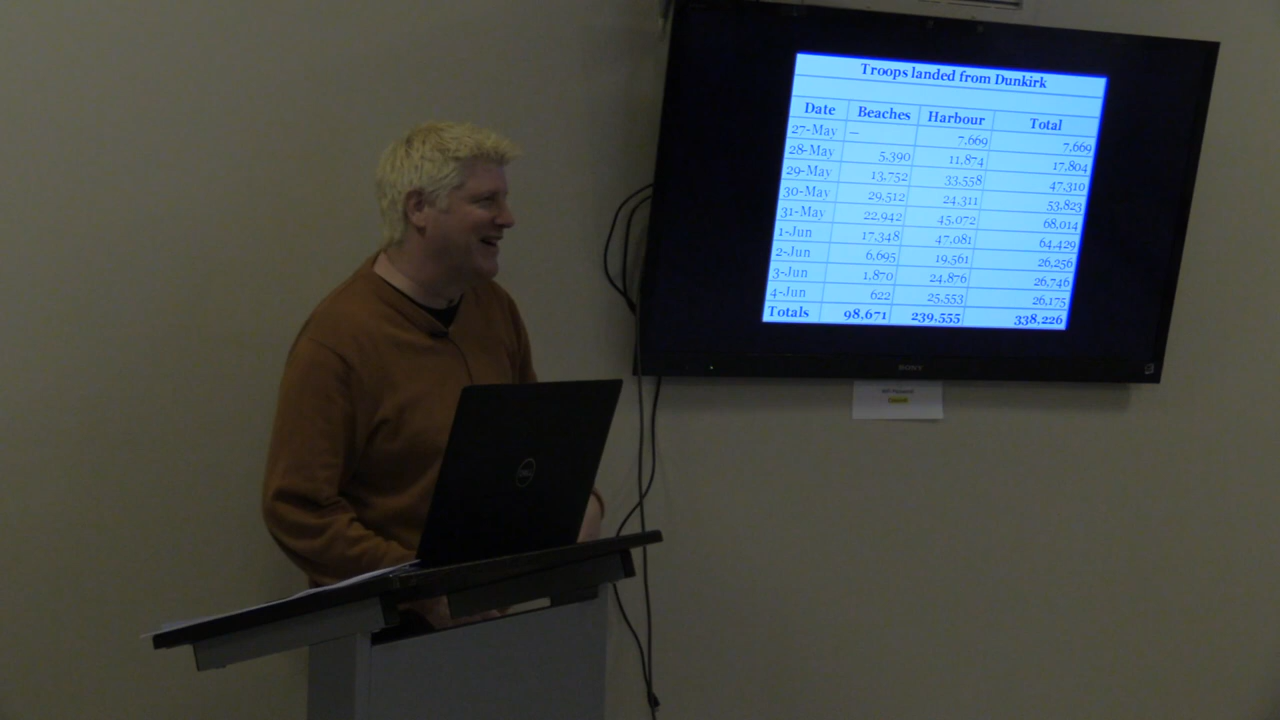 Troops landed from Dunkirk
Date Beaches Harbour Total
27-May — 7,669 7,669
28-May 5,390 11,874 17,804
29-May 13,752 33,558 47,310
30-May 29,512 24,311 53,823
31-May 22,942 45,072 68,014
1-Jun 17,348 47,081 64,429
2-Jun 6,695 19,561 26,256
3-Jun 1,870 24,876 26,746
4-Jun 622 25,553 26,175
Totals 98,671 239,555 338,226
SONY
DELL